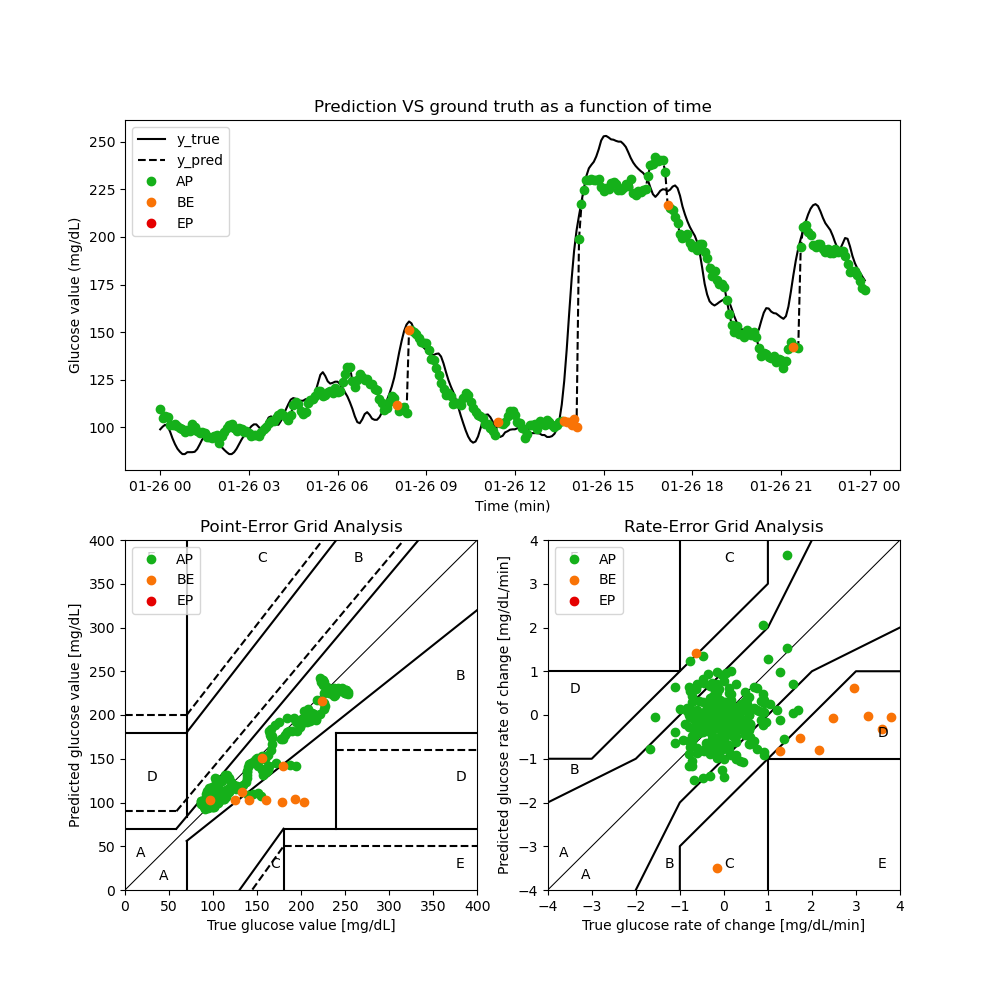 Prediction VS ground truth as a function of time
Glucose value (mg/dL)
250
225
200
175
150
125
100
y_true
y_pred
AP
BE
EP
01-26 00 01-26 03 01-26 06 01-26 09 01-26 12 01-26 15 01-26 18 01-26 21 01-27 00
Time (min)
Point-Error Grid Analysis
Predicted glucose value [mg/dL]
400
350
300
250
200
150
100
50
0
AP
BE
EP
C B
B
D D
A
A C E
0 50 100 150 200 250 300 350 400
True glucose value [mg/dL]
Rate-Error Grid Analysis
Predicted glucose rate of change [mg/dL/min]
4
3
2
1
0
−1
−2
−3
−4
AP
BE
EP
C
D
D
B
A
A B C E
−4 −3 −2 −1 0 1 2 3 4
True glucose rate of change [mg/dL/min]